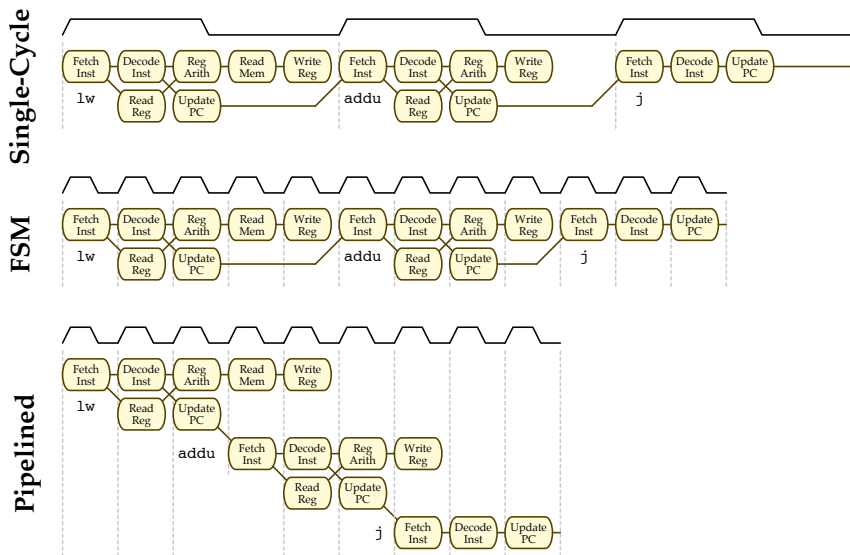 Single-Cycle
Fetch Inst Decode Inst Reg Arith Read Mem Write Reg Fetch Inst Decode Inst Reg Arith Write Reg Fetch Inst Decode Inst Update PC
lw Read Reg Update PC addu Read Reg Update PC j
FSM
Fetch Inst Decode Inst Reg Arith Read Mem Write Reg Fetch Inst Decode Inst Reg Arith Write Reg Fetch Inst Decode Inst Update PC
lw Read Reg Update PC addu Read Reg Update PC j
Pipelined
Fetch Inst Decode Inst Reg Arith Read Mem Write Reg
lw Read Reg Update PC
addu Fetch Inst Decode Inst Reg Arith Write Reg
Read Reg Update PC
j Fetch Inst Decode Inst Update PC